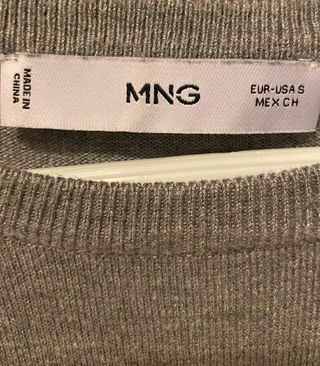 MADE IN
CHINA
MNG
EUR-USA S
MEX CH